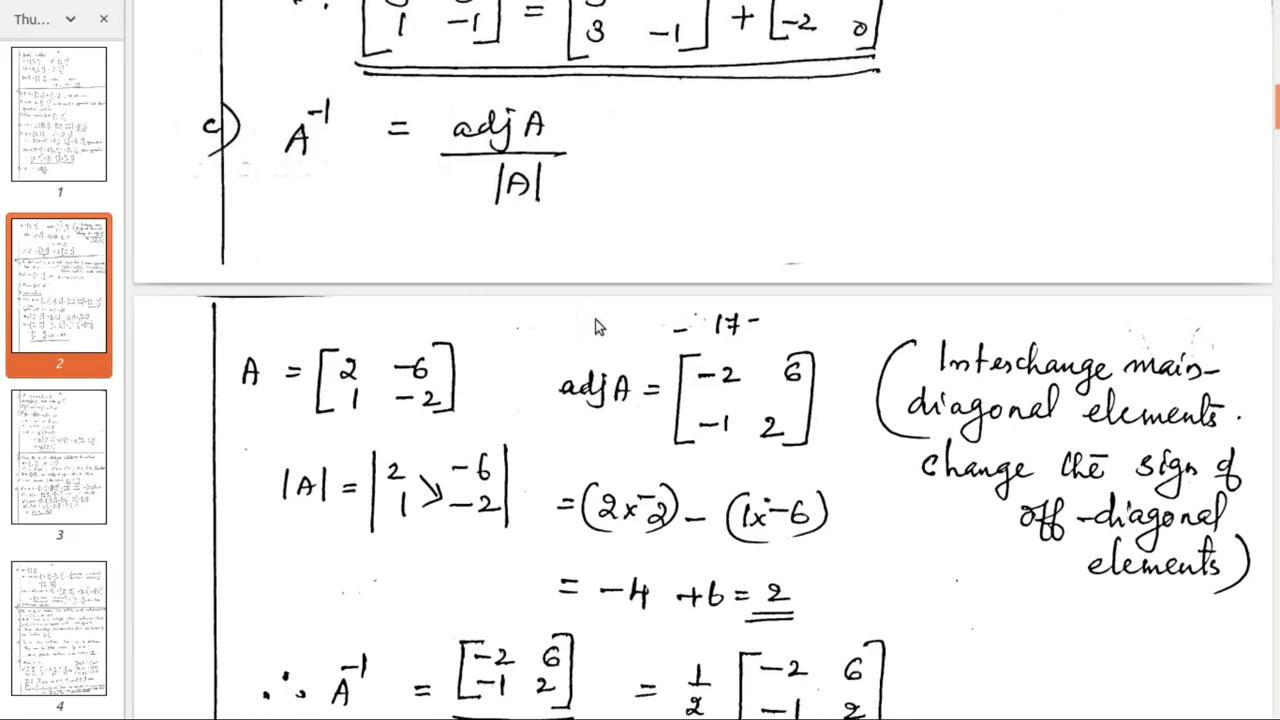 Thu...
1 -1 = 3 -1 + -2 0
c) A⁻¹ = adj A / |A|
- 17 -
A = [2 -6
1 -2]
adj A = [-2 6
-1 2]
(Interchange main-
diagonal elements.
change the sign of
off-diagonal
elements)
|A| = |2 -6
1 -2| = (2x-2) - (1x-6)
= -4 +6 = 2
∴ A⁻¹ = [-2 6
-1 2] = 1/2 [-2 6
-1 2
1
2
3
4